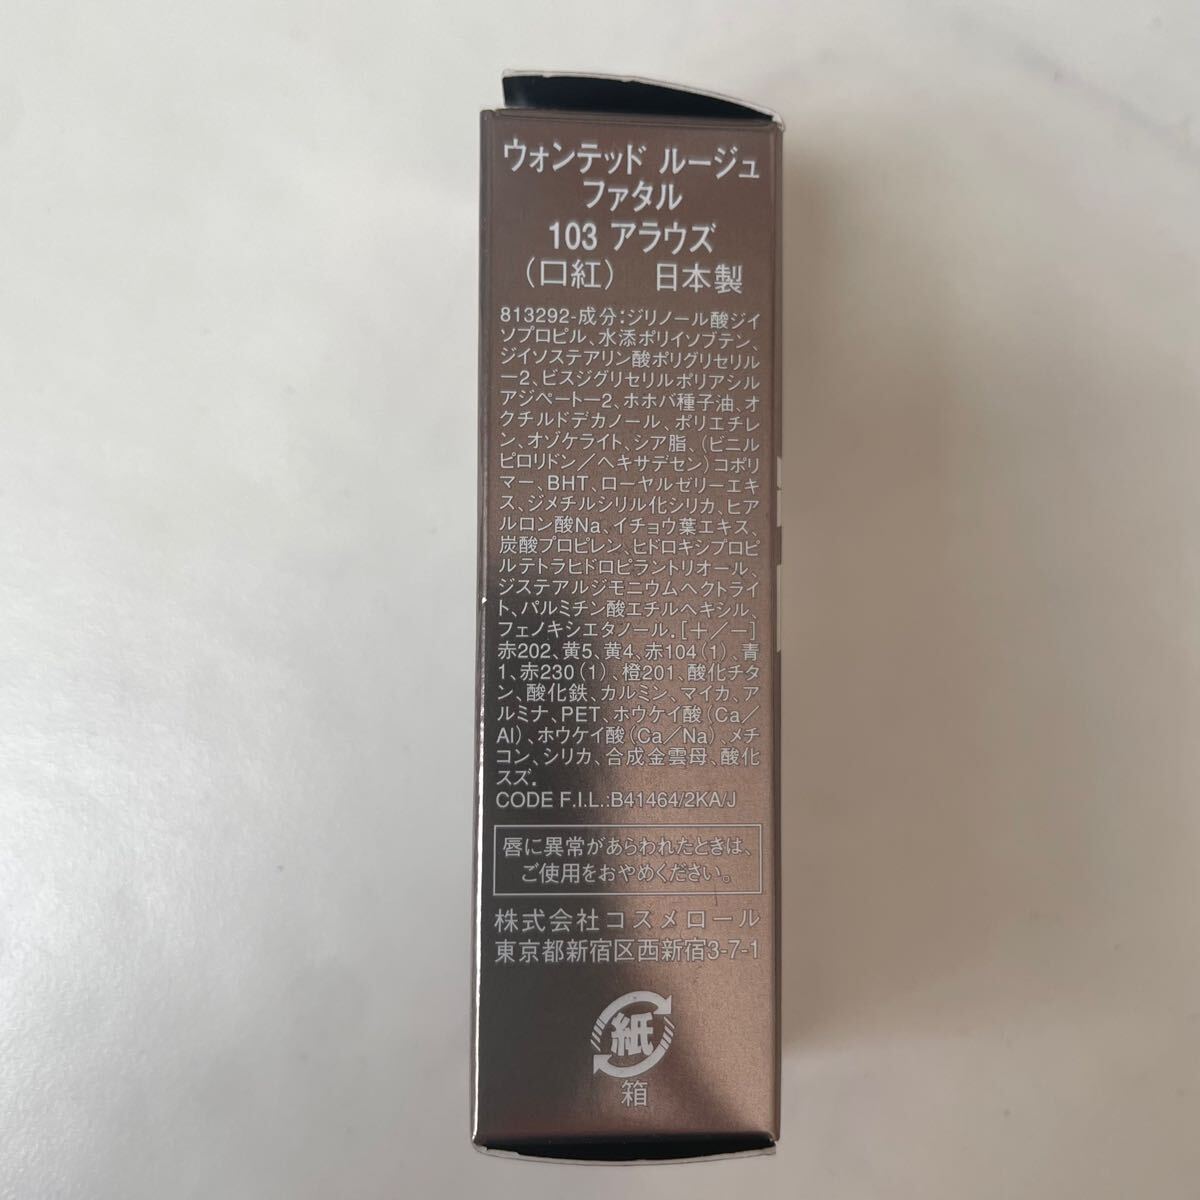 ウォンテッド ルージュ
ファタル
103 アラウズ
（口紅） 日本製
813292-成分:ジリノール酸ジイ
ソプロピル、水添ポリイソブテン、
ジイソステアリン酸ポリグリセリル
ー2、ビスジグリセリルポリアシル
アジペートー2、ホホバ種子油、オ
クチルドデカノール、ポリエチレ
ン、オゾケライト、シア脂、（ビニル
ピロリドン／ヘキサデセン）コポリ
マー、BHT、ローヤルゼリーエキ
ス、ジメチルシリル化シリカ、ヒア
ルロン酸Na、イチョウ葉エキス、
炭酸プロピレン、ヒドロキシプロピ
ルテトラヒドロピラントリオール、
ジステアルジモニウムヘクトライ
ト、パルミチン酸エチルヘキシル、
フェノキシエタノール．［＋／－］
赤202、黄5、黄4、赤104（1）、青
1、赤230（1）、橙201、酸化チタ
ン、酸化鉄、カルミン、マイカ、ア
ルミナ、PET、ホウケイ酸（Ca／
Al）、ホウケイ酸（Ca／Na）、メチ
コン、シリカ、合成金雲母、酸化
スズ．
CODE F.I.L.:B41464/2KA/J
唇に異常があらわれたときは、
ご使用をおやめください。
株式会社コスメロール
東京都新宿区西新宿3-7-1
紙
箱